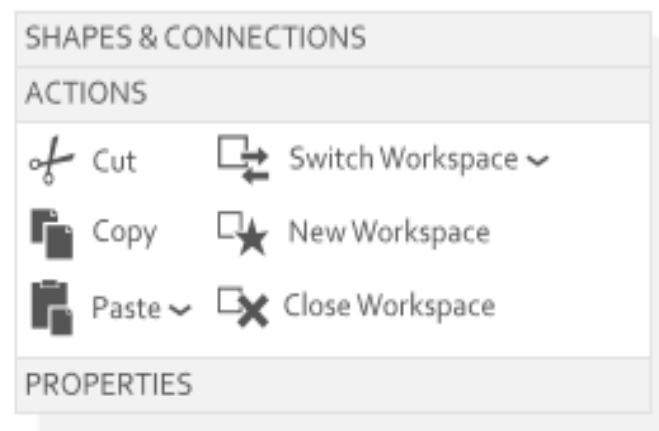 SHAPES & CONNECTIONS
ACTIONS
Cut
Switch Workspace
Copy
New Workspace
Paste
Close Workspace
PROPERTIES